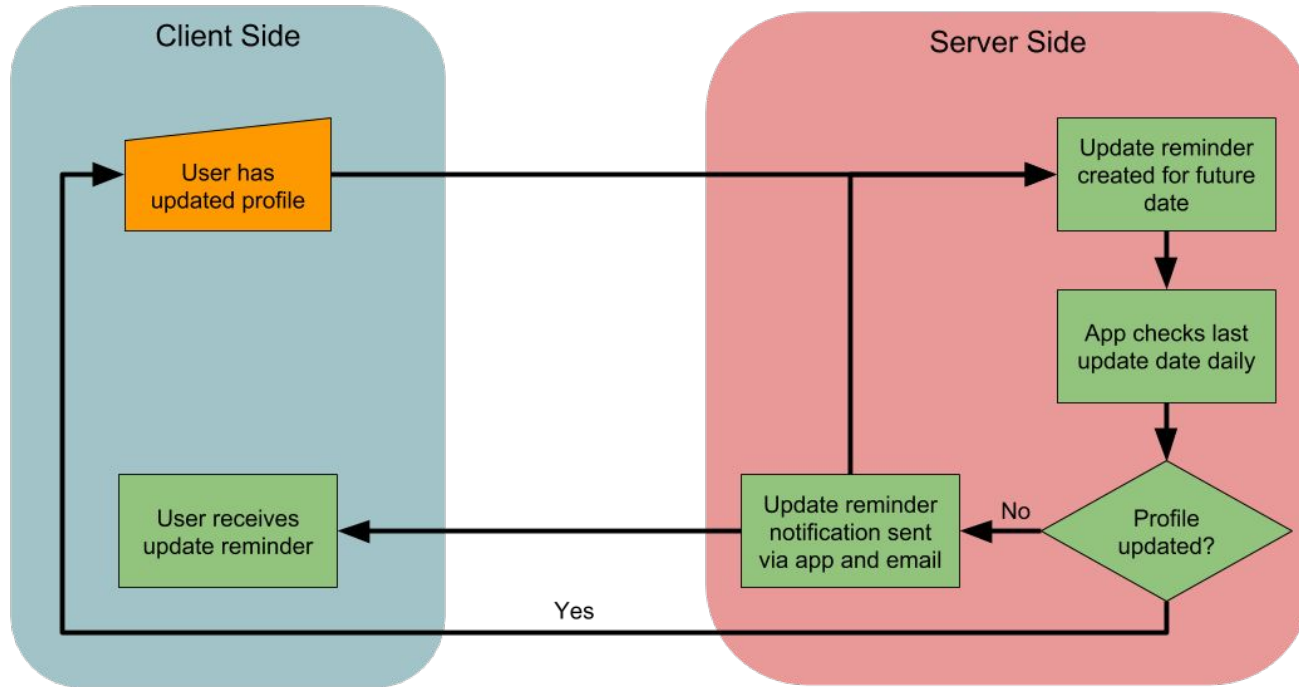 Client Side
Server Side
User has
updated profile
Update reminder
created for future
date
App checks last
update date daily
User receives
update reminder
Update reminder
notification sent
via app and email
No
Profile
updated?
Yes